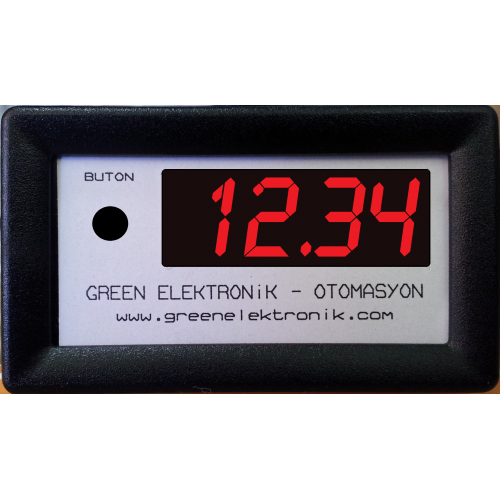 BUTON
12.34
GREEN ELEKTRONiK - OTOMASYON
www.greenelektronik.com